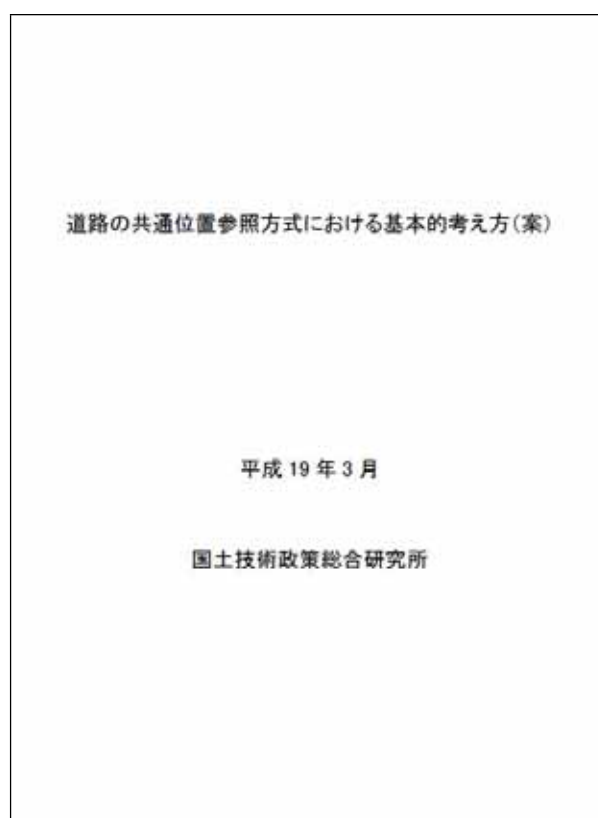 道路の共通位置参照方式における基本的考え方(案)
平成 19 年 3 月
国土技術政策総合研究所